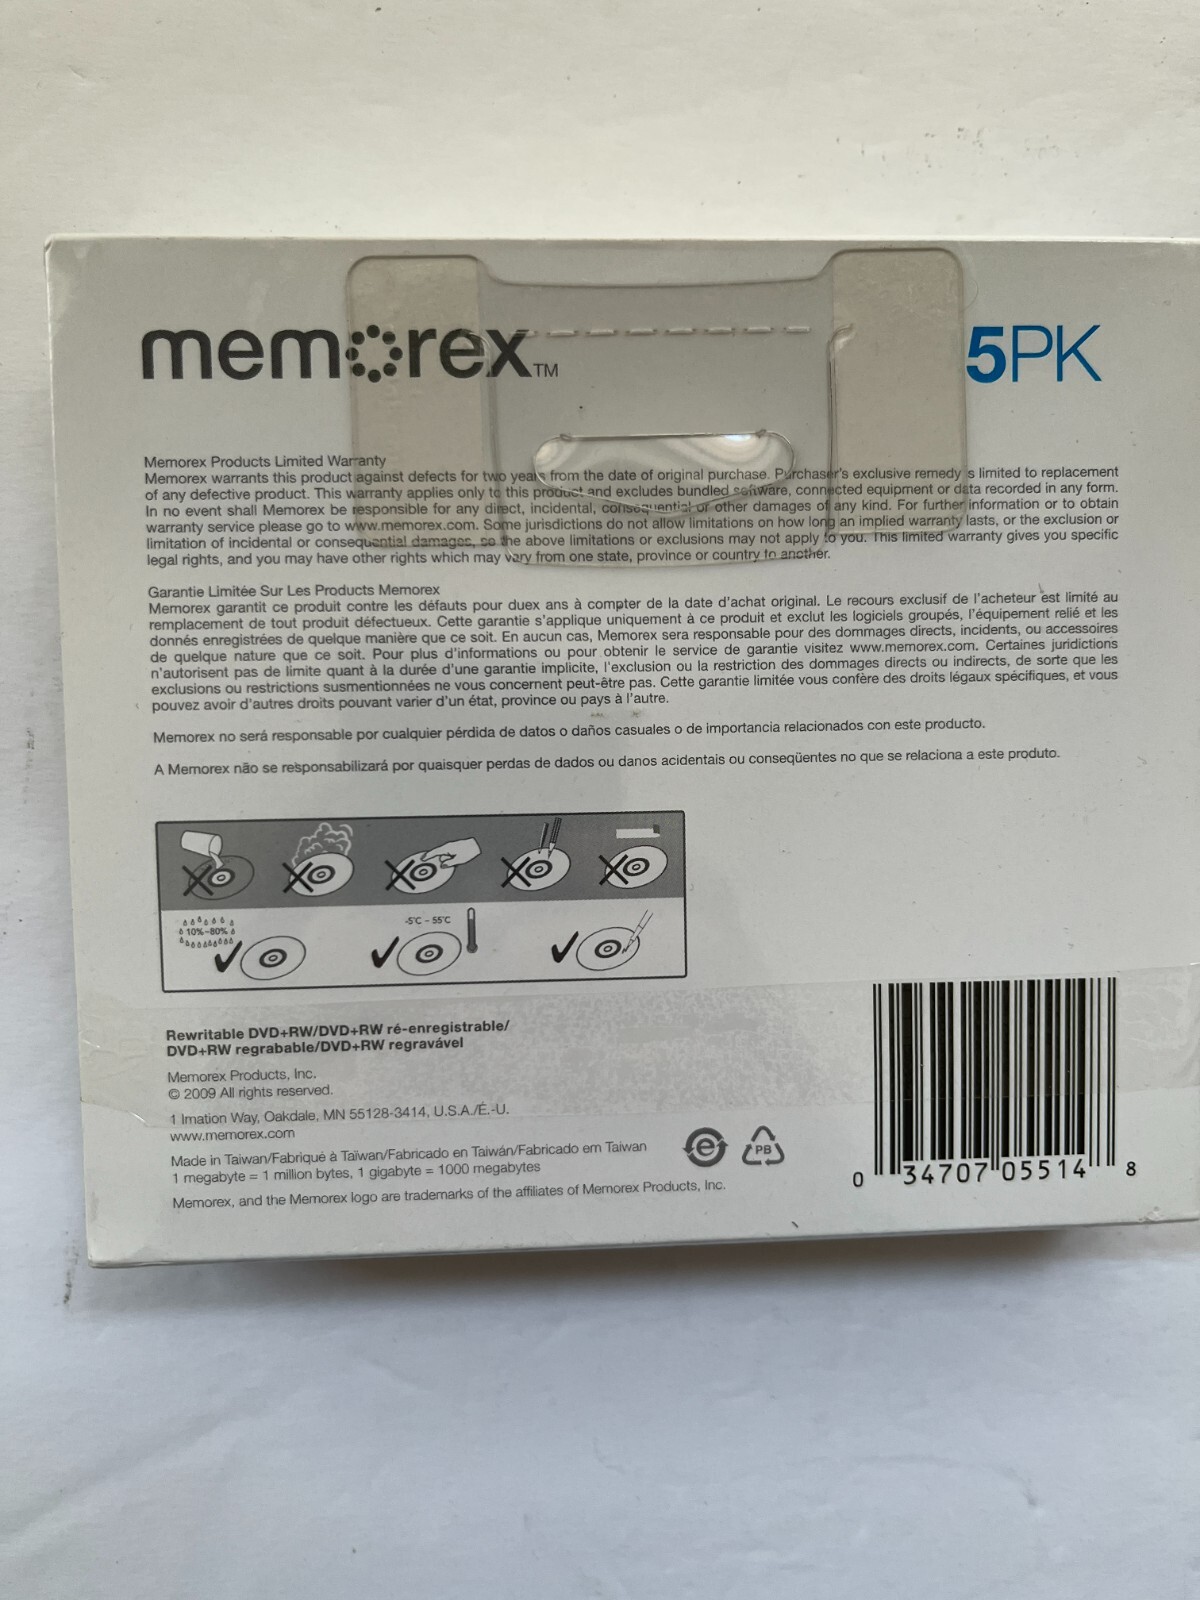 memorex™
5PK
Memorex Products Limited Warranty
Memorex warrants this product against defects for two years from the date of original purchase. Purchaser's exclusive remedy s limited to replacement
of any defective product. This warranty applies only to this product and excludes bundled software, connected equipment or data recorded in any form.
In no event shall Memorex be responsible for any direct, incidental, consequential or other damages of any kind. For further information or to obtain
warranty service please go to www.memorex.com. Some jurisdictions do not allow limitations on how long an implied warranty lasts, or the exclusion or
limitation of incidental or consequential damages, so the above limitations or exclusions may not apply to you. This limited warranty gives you specific
legal rights, and you may have other rights which may vary from one state, province or country to another.
Garantie Limitée Sur Les Products Memorex
Memorex garantit ce produit contre les défauts pour duex ans à compter de la date d'achat original. Le recours exclusif de l'acheteur est limité au
remplacement de tout produit défectueux. Cette garantie s'applique uniquement à ce produit et exclut les logiciels groupés, l'équipement relié et les
donnés enregistrées de quelque manière que ce soit. En aucun cas, Memorex sera responsable pour des dommages directs, incidents, ou accessoires
de quelque nature que ce soit. Pour plus d'informations ou pour obtenir le service de garantie visitez www.memorex.com. Certaines juridictions
n'autorisent pas de limite quant à la durée d'une garantie implicite, l'exclusion ou la restriction des dommages directs ou indirects, de sorte que les
exclusions ou restrictions susmentionnées ne vous concernent peut-être pas. Cette garantie limitée vous confère des droits légaux spécifiques, et vous
pouvez avoir d'autres droits pouvant varier d'un état, province ou pays à l'autre.
Memorex no será responsable por cualquier pérdida de datos o daños casuales o de importancia relacionados con este producto.
A Memorex não se responsabilizará por quaisquer perdas de dados ou danos acidentais ou conseqüentes no que se relaciona a este produto.
10%-80%
-5°C - 55°C
Rewritable DVD+RW/DVD+RW ré-enregistrable/
DVD+RW regrabable/DVD+RW regravável
Memorex Products, Inc.
© 2009 All rights reserved.
1 Imation Way, Oakdale, MN 55128-3414, U.S.A./É.-U.
www.memorex.com
Made in Taiwan/Fabriqué à Taïwan/Fabricado en Taiwán/Fabricado em Taiwan
1 megabyte = 1 million bytes, 1 gigabyte = 1000 megabytes
Memorex, and the Memorex logo are trademarks of the affiliates of Memorex Products, Inc.
e
PB
0 34707 05514 8